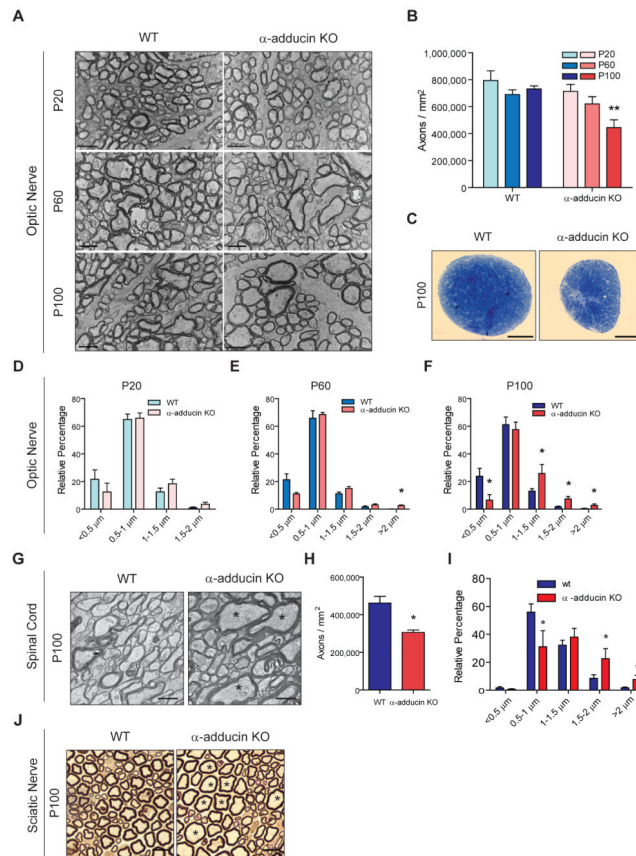 A
WT
α-adducin KO
Optic Nerve
P20
P60
P100
B
1,000,000
800,000
600,000
400,000
200,000
0
Axons / mm²
P20
P60
P100
**
WT
α-adducin KO
C
WT
α-adducin KO
P100
Optic Nerve
D
P20
Relative Percentage
80
60
40
20
0
WT
α-adducin KO
<0.5 µm
0.5-1 µm
1-1.5 µm
1.5-2 µm
E
P60
Relative Percentage
80
60
40
20
0
WT
α-adducin KO
*
<0.5 µm
0.5-1 µm
1-1.5 µm
1.5-2 µm
>2 µm
F
P100
Relative Percentage
80
60
40
20
0
WT
α-adducin KO
* * * *
<0.5 µm
0.5-1 µm
1-1.5 µm
1.5-2 µm
>2 µm
G
WT
α-adducin KO
Spinal Cord
P100
* * *
*
H
600,000
400,000
200,000
0
Axons / mm²
*
WT α-adducin KO
I
Relative Percentage
80
60
40
20
0
wt
α -adducin KO
* * *
<0.5 µm
0.5-1 µm
1-1.5 µm
1.5-2 µm
>2 µm
J
WT
α-adducin KO
Sciatic Nerve
P100